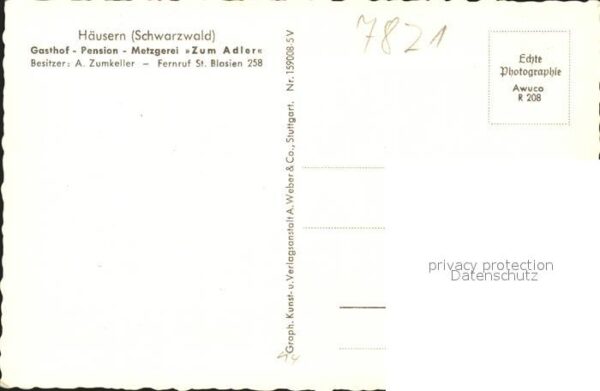 Häusern (Schwarzwald)
Gasthof - Pension - Metzgerei »Zum Adler«
Besitzer: A. Zumkeller — Fernruf St. Blasien 258
Graph. Kunst- u. Verlagsanstalt A. Weber & Co., Stuttgart. Nr. 159008-5 V
7821
Echte
Photographie
Awuco
R 208
privacy protection
Datenschutz